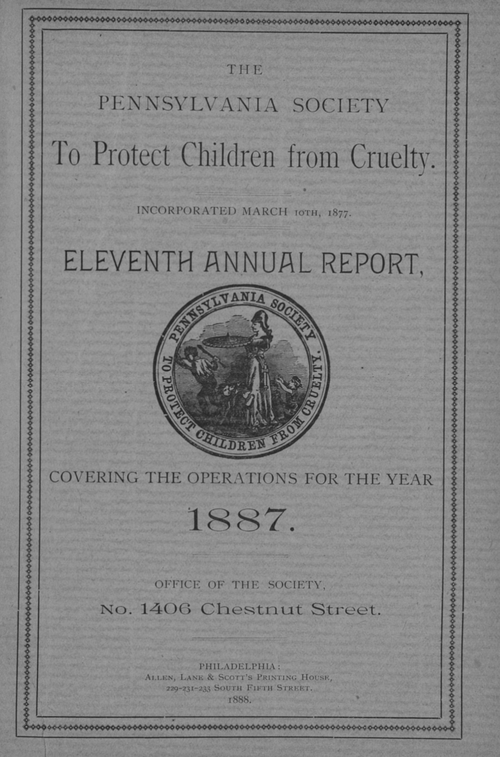 THE
PENNSYLVANIA SOCIETY
To Protect Children from Cruelty.
INCORPORATED MARCH 10TH, 1877.
ELEVENTH ANNUAL REPORT,
PENNSYLVANIA SOCIETY
TO PROTECT CHILDREN FROM CRUELTY.
COVERING THE OPERATIONS FOR THE YEAR
1887.
OFFICE OF THE SOCIETY,
No. 1406 Chestnut Street.
PHILADELPHIA:
ALLEN, LANE & SCOTT'S PRINTING HOUSE,
229-231-233 SOUTH FIFTH STREET.
1888.